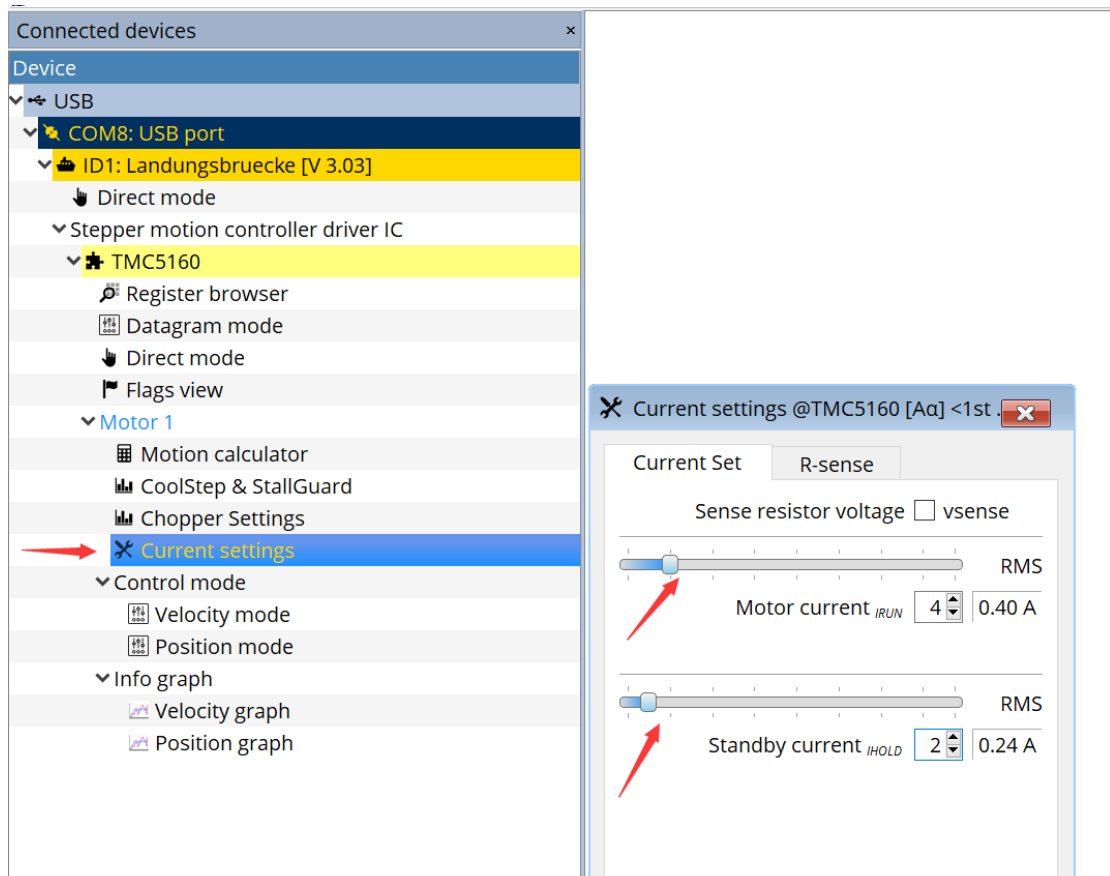 Connected devices ×
Device
USB
COM8: USB port
ID1: Landungsbruecke [V 3.03]
Direct mode
Stepper motion controller driver IC
TMC5160
Register browser
Datagram mode
Direct mode
Flags view
Motor 1
Motion calculator
CoolStep & StallGuard
Chopper Settings
Current settings
Control mode
Velocity mode
Position mode
Info graph
Velocity graph
Position graph
Current settings @TMC5160 [Aα] <1st .
Current Set R-sense
Sense resistor voltage vsense
RMS
Motor current IRUN 4 0.40 A
RMS
Standby current IHOLD 2 0.24 A